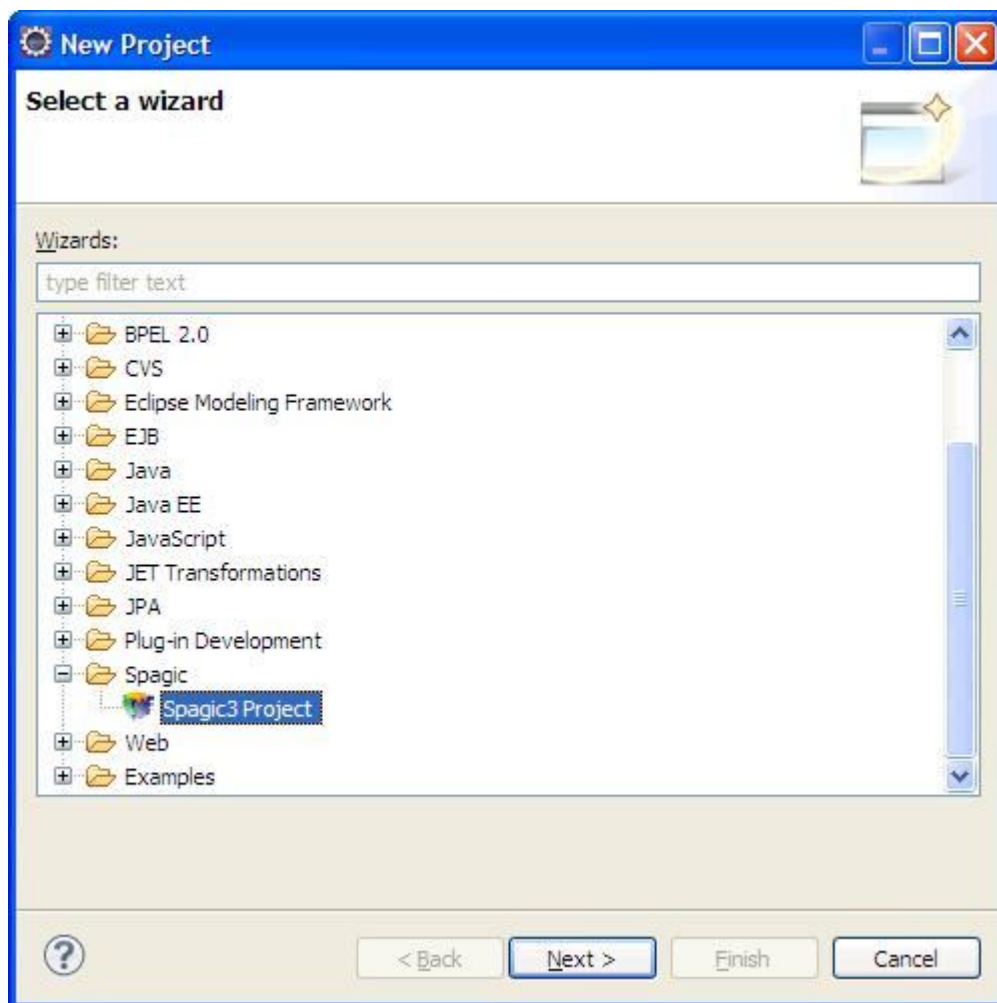 New Project
Select a wizard
Wizards:
type filter text
BPEL 2.0
CVS
Eclipse Modeling Framework
EJB
Java
Java EE
JavaScript
JET Transformations
JPA
Plug-in Development
Spagic
Spagic3 Project
Web
Examples
? < Back Next > Finish Cancel